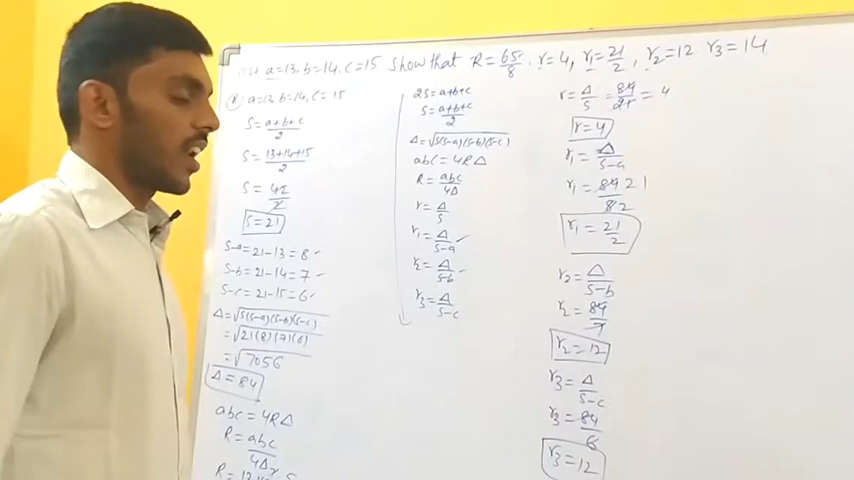 a=13, b=14, c=15 Show that R=65/8, r=4, r₁=21/2, r₂=12 r₃=14
a=13, b=14, c=15
S=a+b+c/2
S=13+14+15/2
S=42/2
S=21
S-a=21-13=8
S-b=21-14=7
S-c=21-15=6
Δ=√S(S-a)(S-b)(S-c)
=√21(8)(7)(6)
=√7056
Δ=84
abc=4RΔ
R=abc/4Δ
2S=a+b+c
S=a+b+c/2
Δ=√S(S-a)(S-b)(S-c)
abc=4RΔ
R=abc/4Δ
r=Δ/S
r₁=Δ/S-a
r₂=Δ/S-b
r₃=Δ/S-c
r=Δ/S=84/21=4
r=4
r₁=Δ/S-a
r₁=84 21/8 2
r₁=21/2
r₂=Δ/S-b
r₂=84/7
r₂=12
r₃=Δ/S-c
r₃=84/6
r₃=12